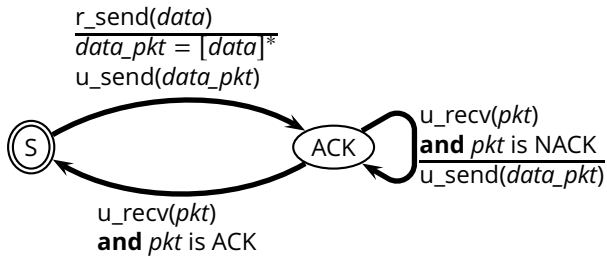 r_send(data)
data_pkt = [data]*
u_send(data_pkt)
S
ACK
u_recv(pkt)
and pkt is NACK
u_send(data_pkt)
u_recv(pkt)
and pkt is ACK